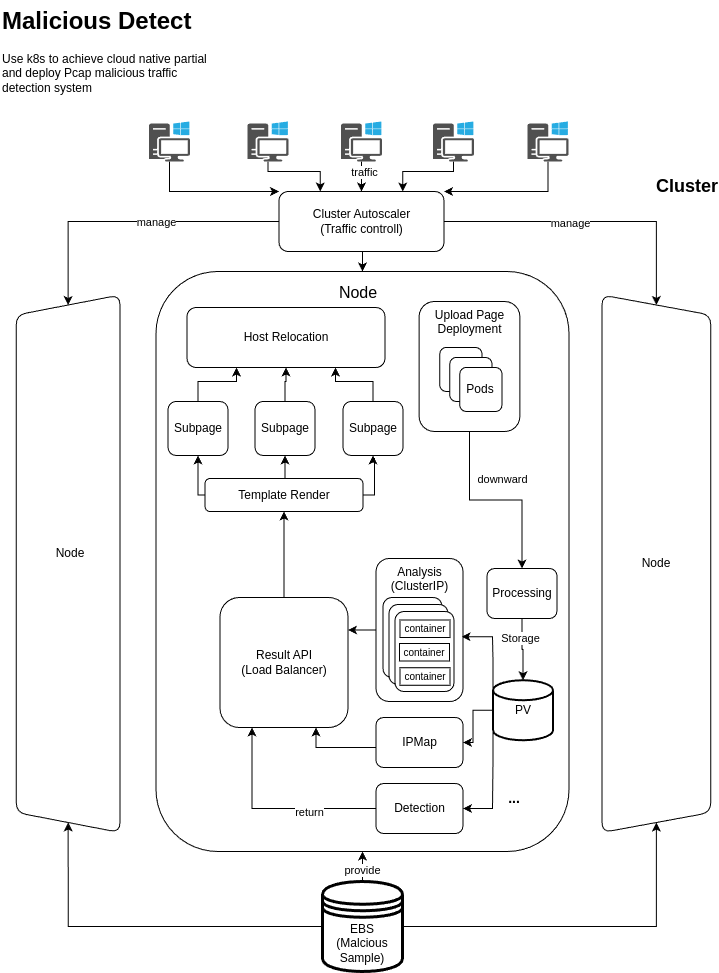 Malicious Detect
Use k8s to achieve cloud native partial
and deploy Pcap malicious traffic
detection system
traffic
Cluster
Cluster Autoscaler
(Traffic controll)
manage
manage
Node
Host Relocation
Upload Page
Deployment
Pods
Subpage
Subpage
Subpage
downward
Template Render
Node
Node
Analysis
(ClusterIP)
container
container
container
Processing
Storage
Result API
(Load Balancer)
PV
IPMap
Detection
...
return
provide
EBS
(Malcious
Sample)